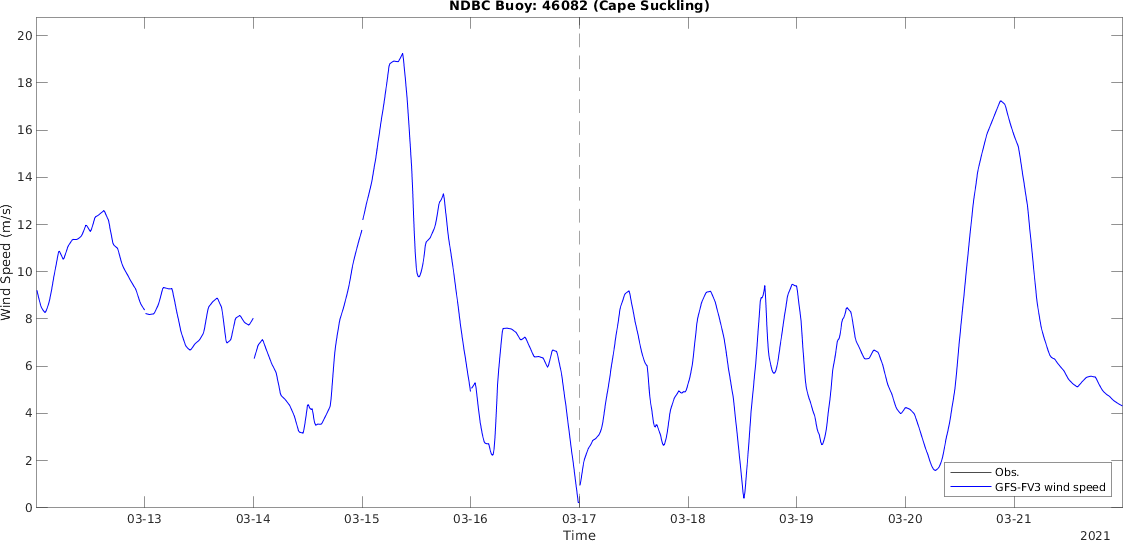 NDBC Buoy: 46082 (Cape Suckling)
20
18
16
14
12
10
8
6
4
2
0
Wind Speed (m/s)
Obs.
GFS-FV3 wind speed
03-13 03-14 03-15 03-16 03-17 03-18 03-19 03-20 03-21
Time
2021